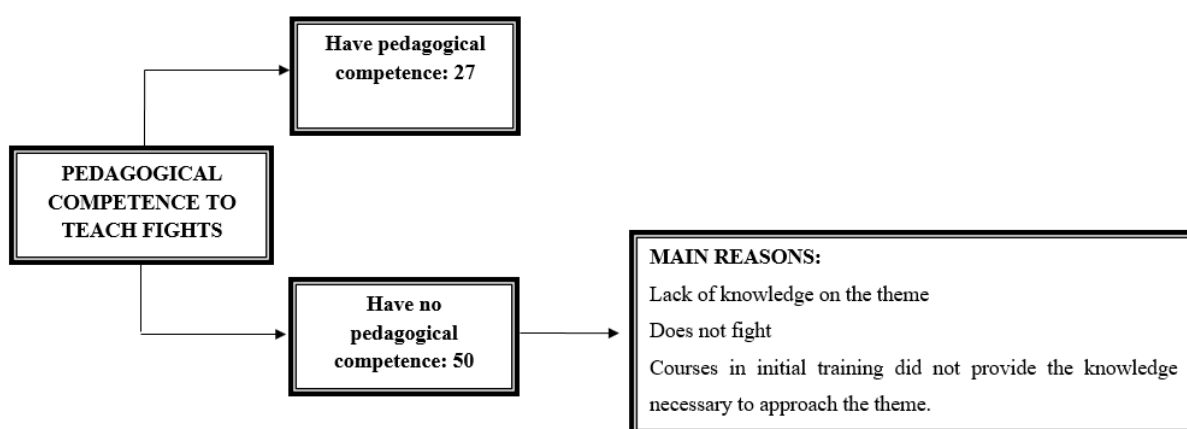 Have pedagogical
competence: 27
PEDAGOGICAL
COMPETENCE TO
TEACH FIGHTS
Have no
pedagogical
competence: 50
MAIN REASONS:
Lack of knowledge on the theme
Does not fight
Courses in initial training did not provide the knowledge
necessary to approach the theme.